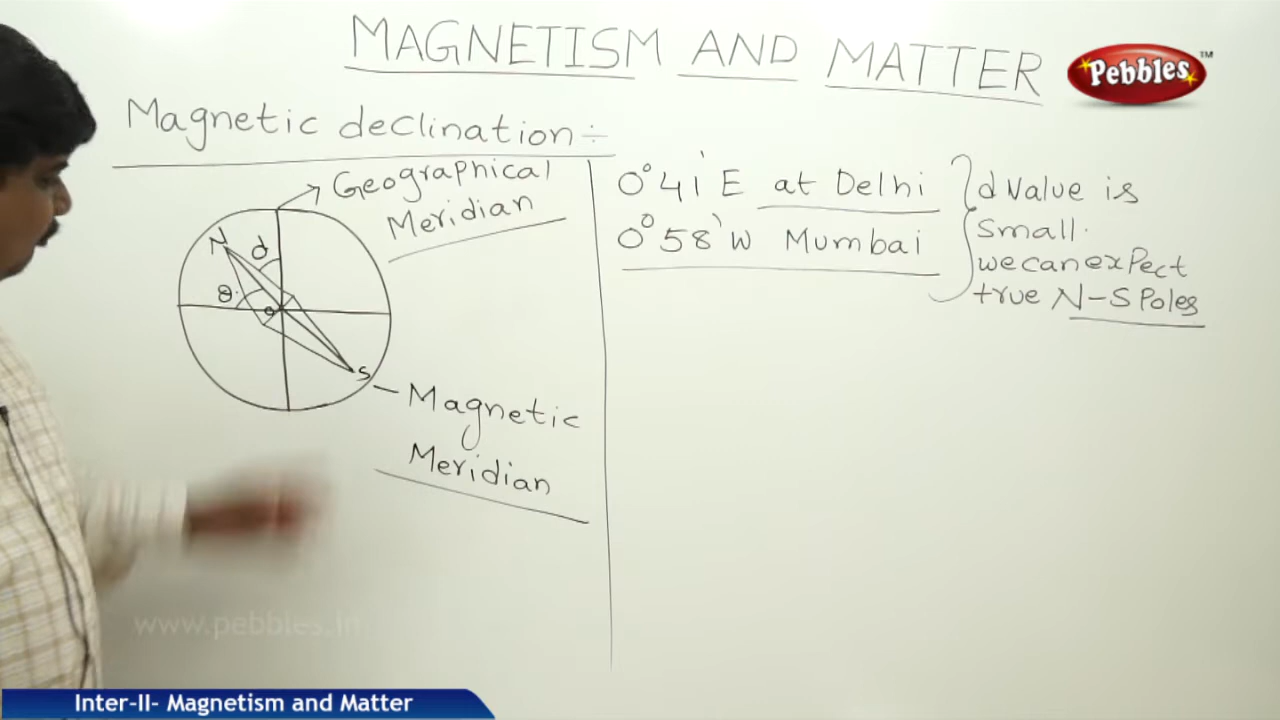 MAGNETISM AND MATTER
Pebbles™
Magnetic declination:-
Geographical
Meridian
N
d
θ
S
Magnetic
Meridian
0°41' E at Delhi
0°58' W Mumbai
d Value is
Small.
we can expect
true N-S Poles
www.pebbles.in
Inter-II- Magnetism and Matter